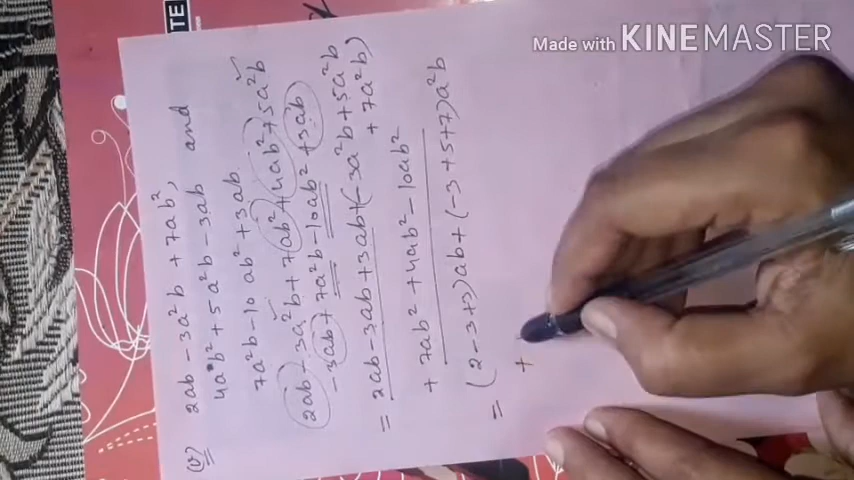 Made with KINEMASTER
TE
(v) 2ab - 3a²b + 7ab²,
4ab² + 5a²b - 3ab and
7a²b - 10ab² + 3ab
2ab - 3a²b + 7ab² + 4ab² + 5a²b
- 3ab + 7a²b - 10ab² + 3ab
= 2ab - 3ab + 3ab + (-3a²b + 5a²b
+ 7a²b)
+ 7ab² + 4ab² - 10ab²
= (2 - 3 + 3)ab + (-3 + 5 + 7)a²b
+